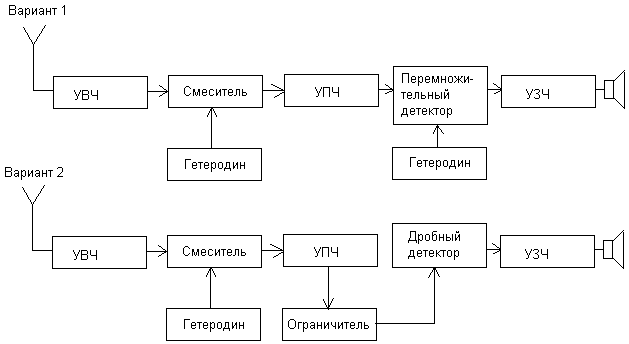 Вариант 1
УВЧ
Смеситель
УПЧ
Перемножи-
тельный
детектор
УЗЧ
Гетеродин
Гетеродин
Вариант 2
УВЧ
Смеситель
УПЧ
Дробный
детектор
УЗЧ
Гетеродин
Ограничитель